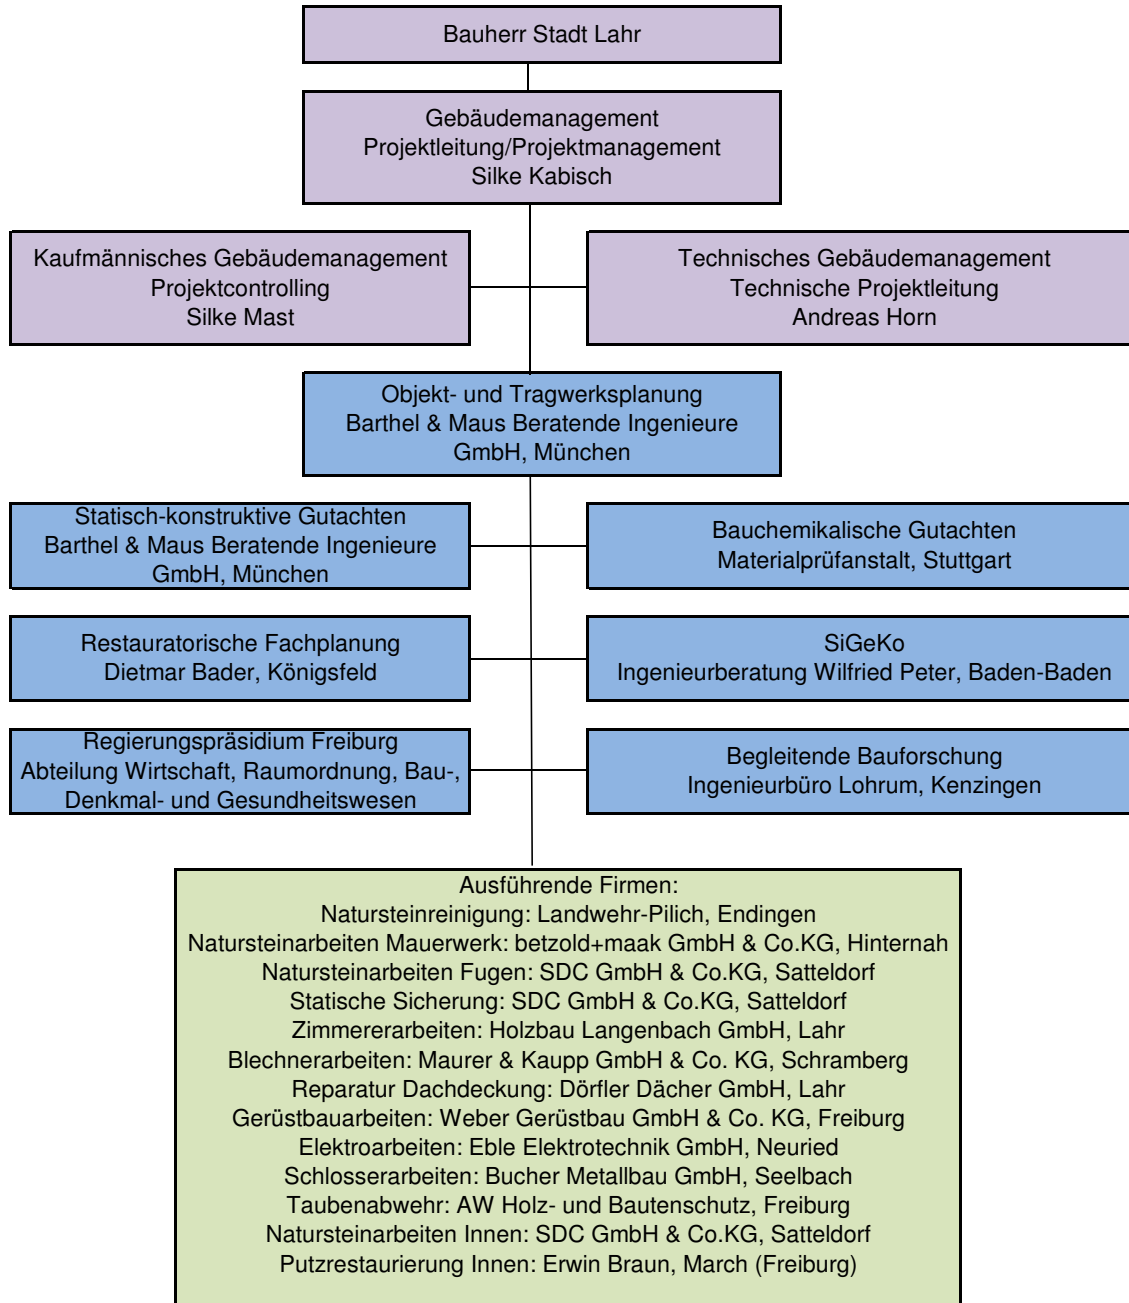 Bauherr Stadt Lahr
Gebäudemanagement
Projektleitung/Projektmanagement
Silke Kabisch
Kaufmännisches Gebäudemanagement
Projektcontrolling
Silke Mast
Technisches Gebäudemanagement
Technische Projektleitung
Andreas Horn
Objekt- und Tragwerksplanung
Barthel & Maus Beratende Ingenieure
GmbH, München
Statisch-konstruktive Gutachten
Barthel & Maus Beratende Ingenieure
GmbH, München
Bauchemikalische Gutachten
Materialprüfanstalt, Stuttgart
Restauratorische Fachplanung
Dietmar Bader, Königsfeld
SiGeKo
Ingenieurberatung Wilfried Peter, Baden-Baden
Regierungspräsidium Freiburg
Abteilung Wirtschaft, Raumordnung, Bau-,
Denkmal- und Gesundheitswesen
Begleitende Bauforschung
Ingenieurbüro Lohrum, Kenzingen
Ausführende Firmen:
Natursteinreinigung: Landwehr-Pilich, Endingen
Natursteinarbeiten Mauerwerk: betzold+maak GmbH & Co.KG, Hinternah
Natursteinarbeiten Fugen: SDC GmbH & Co.KG, Satteldorf
Statische Sicherung: SDC GmbH & Co.KG, Satteldorf
Zimmererarbeiten: Holzbau Langenbach GmbH, Lahr
Blechnerarbeiten: Maurer & Kaupp GmbH & Co. KG, Schramberg
Reparatur Dachdeckung: Dörfler Dächer GmbH, Lahr
Gerüstbauarbeiten: Weber Gerüstbau GmbH & Co. KG, Freiburg
Elektroarbeiten: Eble Elektrotechnik GmbH, Neuried
Schlosserarbeiten: Bucher Metallbau GmbH, Seelbach
Taubenabwehr: AW Holz- und Bautenschutz, Freiburg
Natursteinarbeiten Innen: SDC GmbH & Co.KG, Satteldorf
Putzrestaurierung Innen: Erwin Braun, March (Freiburg)